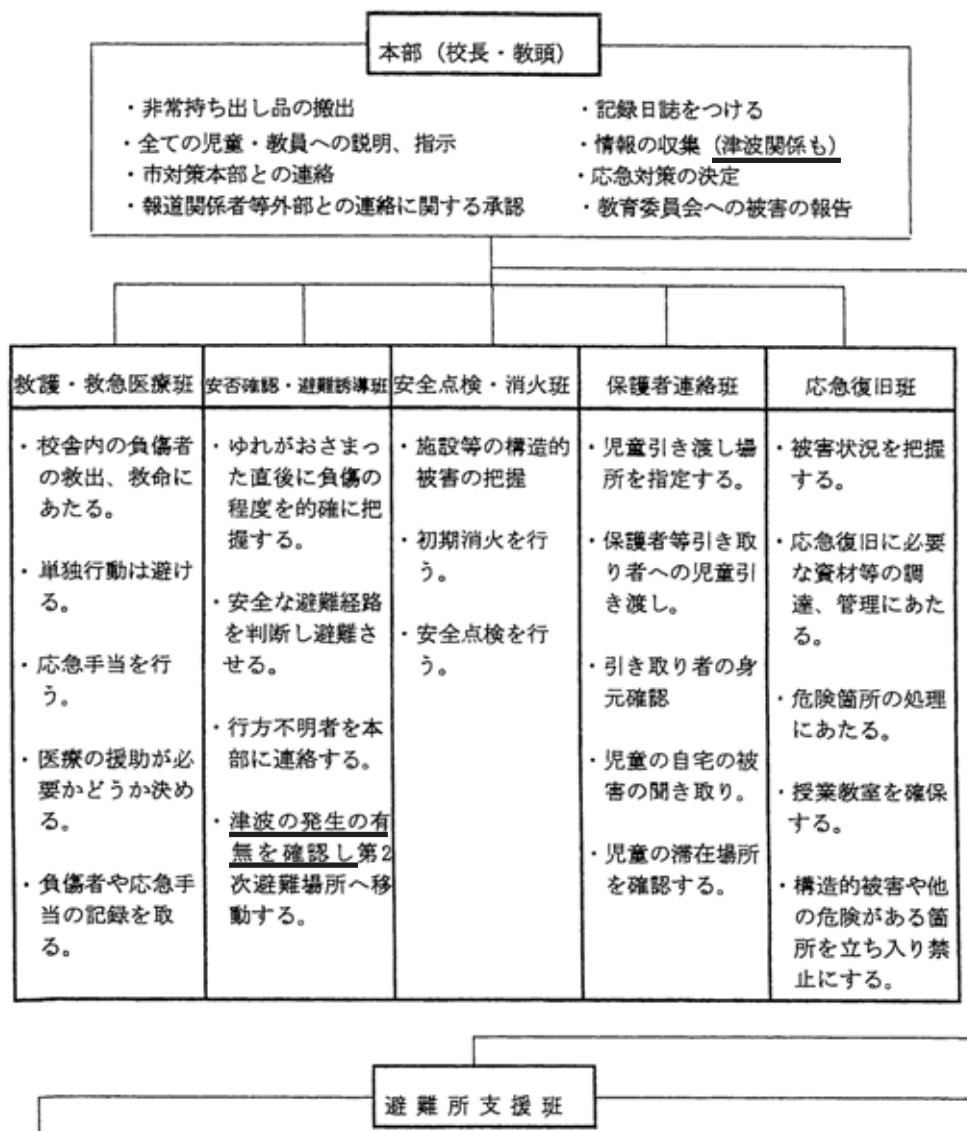 本部（校長・教頭）
・非常持ち出し品の搬出
・全ての児童・教員への説明、指示
・市対策本部との連絡
・報道関係者等外部との連絡に関する承認
・記録日誌をつける
・情報の収集（津波関係も）
・応急対策の決定
・教育委員会への被害の報告
救護・救急医療班
・校舎内の負傷者
の救出、救命に
あたる。
・単独行動は避け
る。
・応急手当を行
う。
・医療の援助が必
要かどうか決め
る。
・負傷者や応急手
当の記録を取
る。
安否確認・避難誘導班
・ゆれがおさまっ
た直後に負傷の
程度を的確に把
握する。
・安全な避難経路
を判断し避難さ
せる。
・行方不明者を本
部に連絡する。
・津波の発生の有
無を確認し第2
次避難場所へ移
動する。
安全点検・消火班
・施設等の構造的
被害の把握
・初期消火を行
う。
・安全点検を行
う。
保護者連絡班
・児童引き渡し場
所を指定する。
・保護者等引き取
り者への児童引
き渡し。
・引き取り者の身
元確認
・児童の自宅の被
害の聞き取り。
・児童の滞在場所
を確認する。
応急復旧班
・被害状況を把握
する。
・応急復旧に必要
な資材等の調
達、管理にあた
る。
・危険箇所の処理
にあたる。
・授業教室を確保
する。
・構造的被害や他
の危険がある箇
所を立ち入り禁
止にする。
避難所支援班